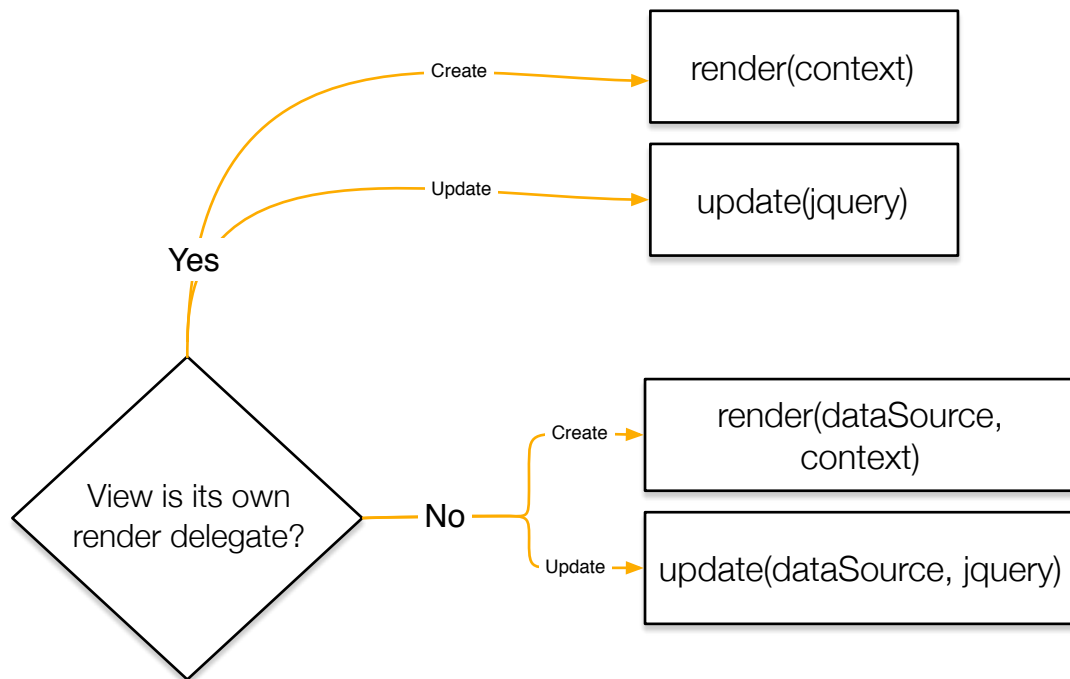 Create
render(context)
Update
update(jquery)
Yes
View is its own
render delegate?
No
Create
render(dataSource,
context)
Update
update(dataSource, jquery)